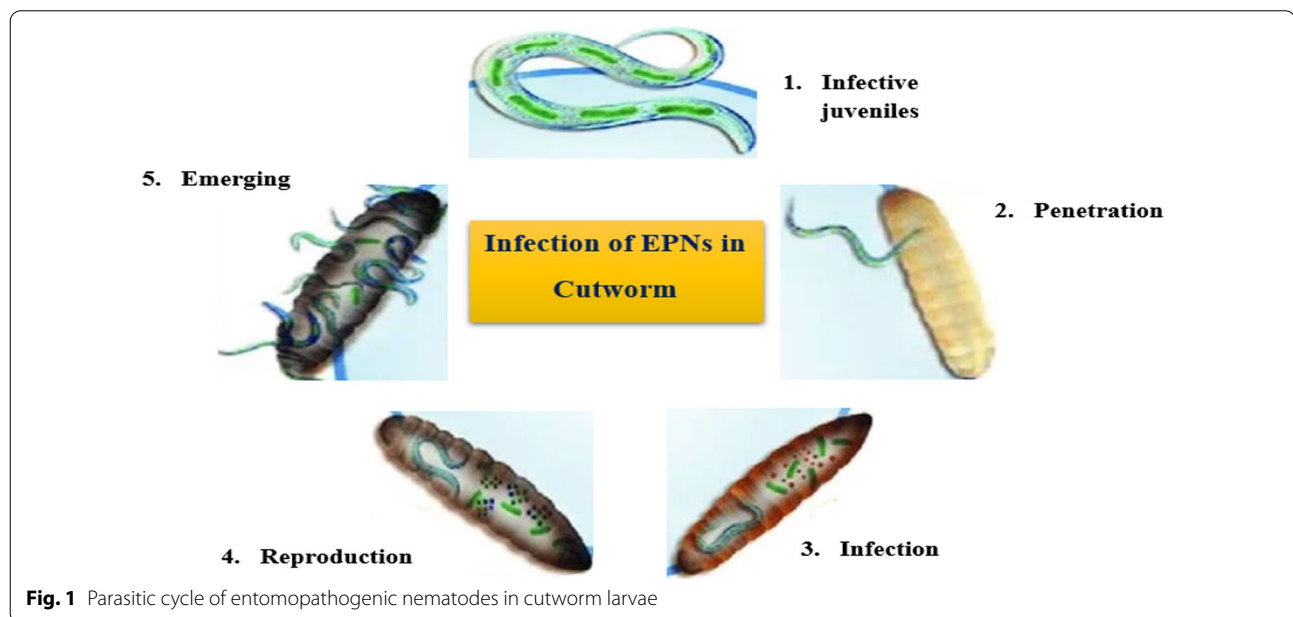 1. Infective
juveniles
5. Emerging
2. Penetration
Infection of EPNs in
Cutworm
4. Reproduction
3. Infection
Fig. 1 Parasitic cycle of entomopathogenic nematodes in cutworm larvae